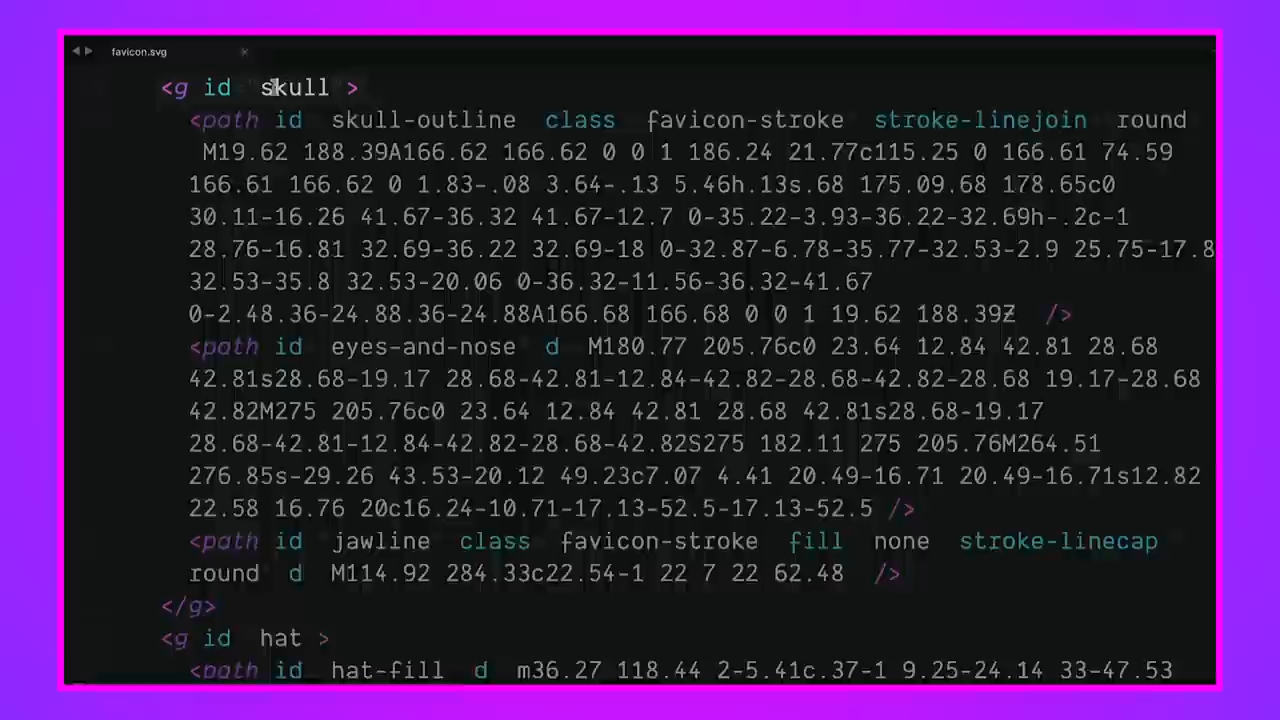 favicon.svg
<g id skull >
<path id skull-outline class favicon-stroke stroke-linejoin round
M19.62 188.39A166.62 166.62 0 0 1 186.24 21.77c115.25 0 166.61 74.59
166.61 166.62 0 1.83-.08 3.64-.13 5.46h.13s.68 175.09.68 178.65c0
30.11-16.26 41.67-36.32 41.67-12.7 0-35.22-3.93-36.22-32.69h-.2c-1
28.76-16.81 32.69-36.22 32.69-18 0-32.87-6.78-35.77-32.53-2.9 25.75-17.8
32.53-35.8 32.53-20.06 0-36.32-11.56-36.32-41.67
0-2.48.36-24.88.36-24.88A166.68 166.68 0 0 1 19.62 188.39Z />
<path id eyes-and-nose d M180.77 205.76c0 23.64 12.84 42.81 28.68
42.81s28.68-19.17 28.68-42.81-12.84-42.82-28.68-42.82-28.68 19.17-28.68
42.82M275 205.76c0 23.64 12.84 42.81 28.68 42.81s28.68-19.17
28.68-42.81-12.84-42.82-28.68-42.82S275 182.11 275 205.76M264.51
276.85s-29.26 43.53-20.12 49.23c7.07 4.41 20.49-16.71 20.49-16.71s12.82
22.58 16.76 20c16.24-10.71-17.13-52.5-17.13-52.5 />
<path id jawline class favicon-stroke fill none stroke-linecap
round d M114.92 284.33c22.54-1 22 7 22 62.48 />
</g>
<g id hat >
<path id hat-fill d m36.27 118.44 2-5.41c.37-1 9.25-24.14 33-47.53